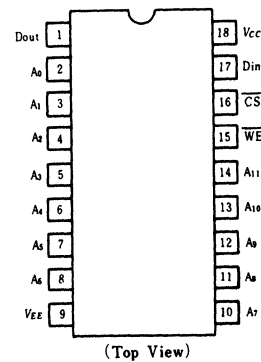 Dout 1 18 Vcc
A0 2 17 Din
A1 3 16 CS
A2 4 15 WE
A3 5 14 A11
A4 6 13 A10
A5 7 12 A9
A6 8 11 A8
VEE 9 10 A7
(Top View)